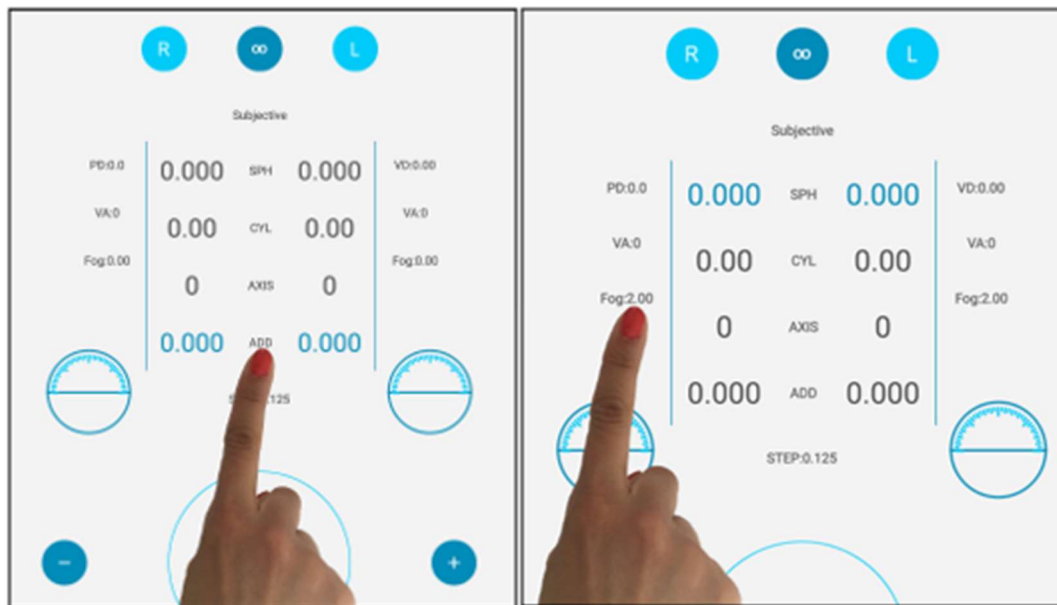 R ∞ L
Subjective
PD:0.0 0.000 SPH 0.000 VD:0.00
VA:0 0.00 CYL 0.00 VA:0
Fog:0.00 0 AXIS 0 Fog:0.00
0.000 ADD 0.000
.125
− +
R ∞ L
Subjective
PD:0.0 0.000 SPH 0.000 VD:0.00
VA:0 0.00 CYL 0.00 VA:0
Fog:2.00 0 AXIS 0 Fog:2.00
0.000 ADD 0.000
STEP:0.125